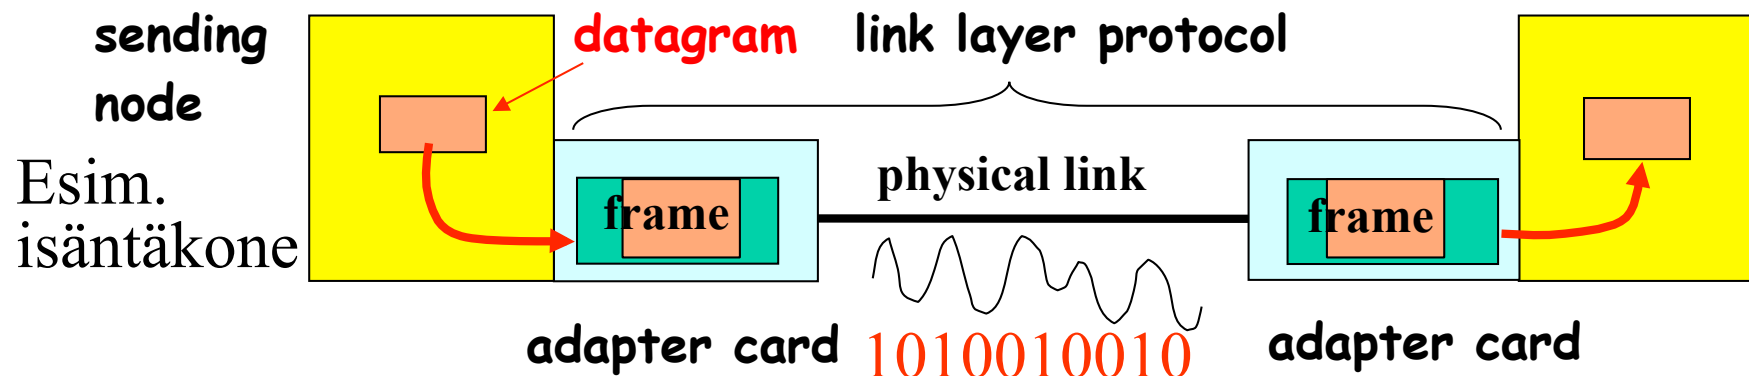 sending
node
Esim.
isäntäkone
datagram
link layer protocol
frame
physical link
frame
adapter card
1010010010
adapter card